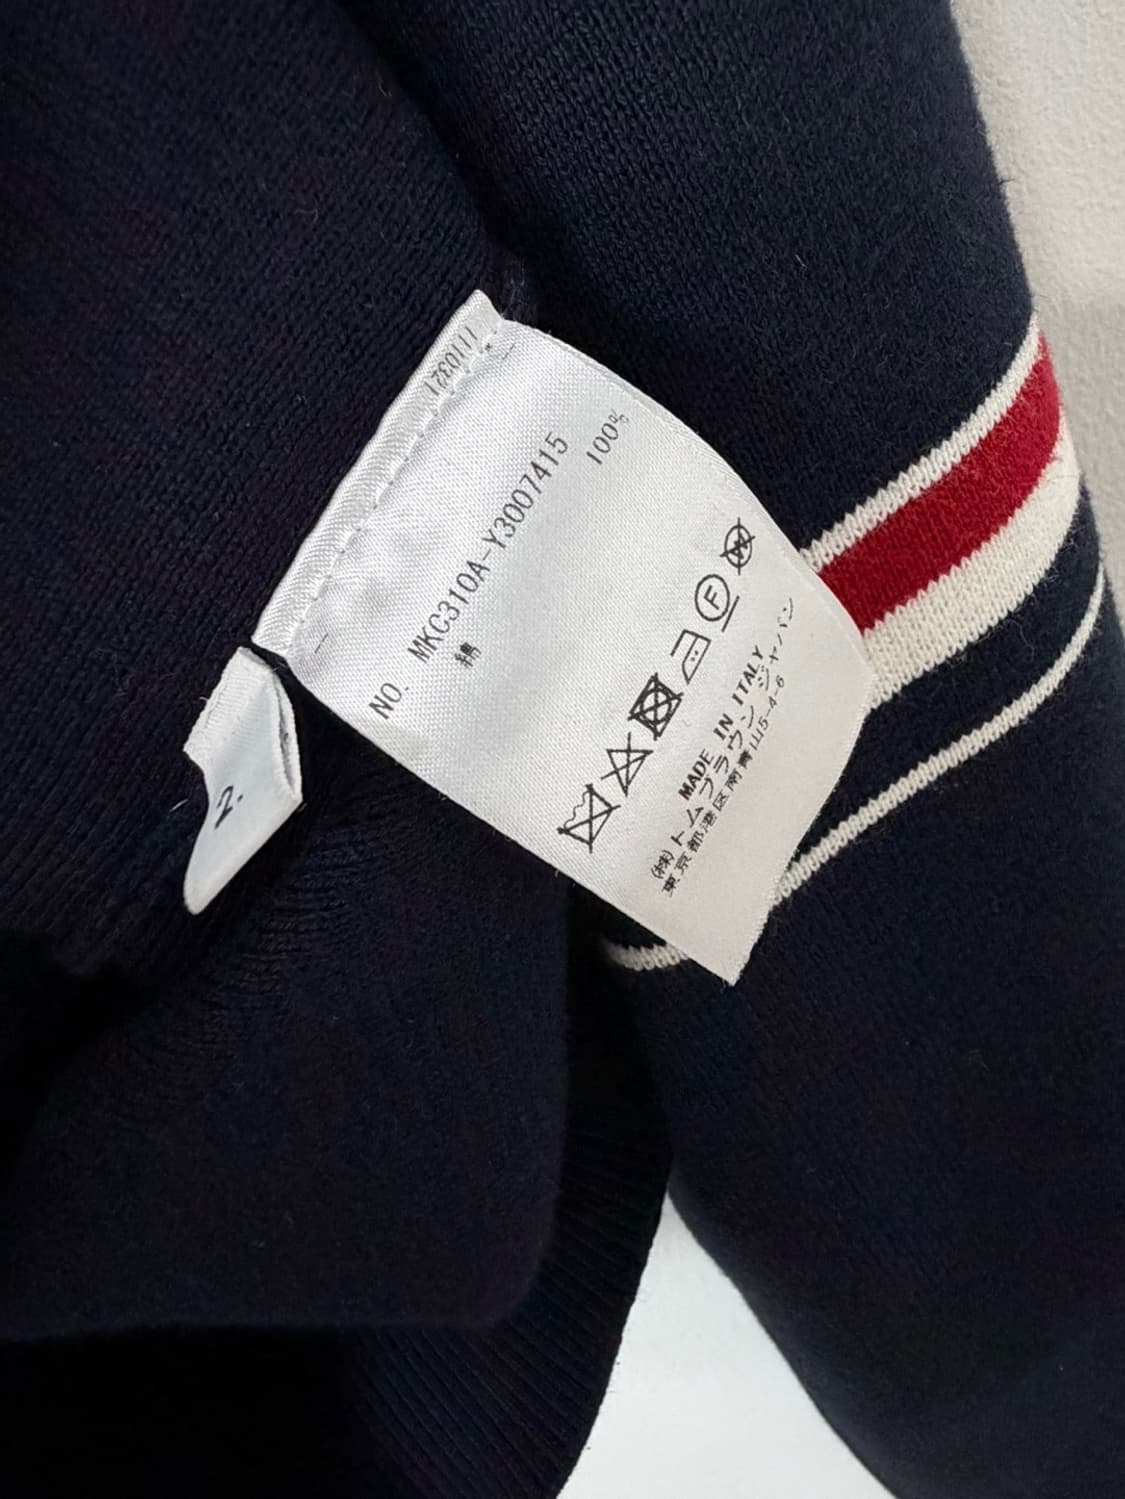 NO. MKC310A-Y3007415
綿 100%
W
F
MADE IN ITALY
(株)トム ブラウン ジャパン
東京都港区南青山5-4-6
2.